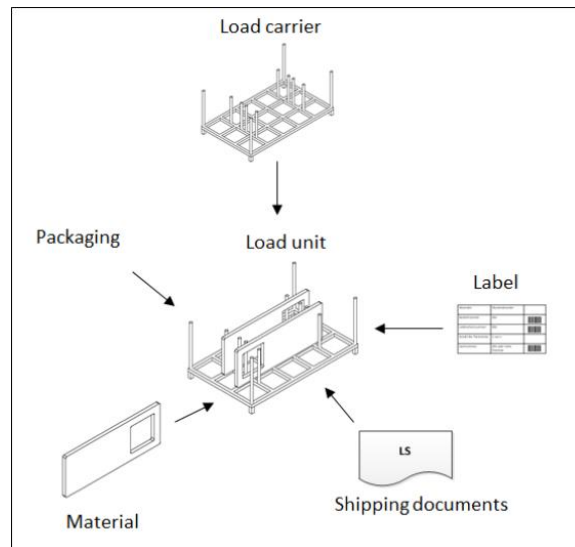 Load carrier
Packaging
Load unit
Label
LS
Material
Shipping documents